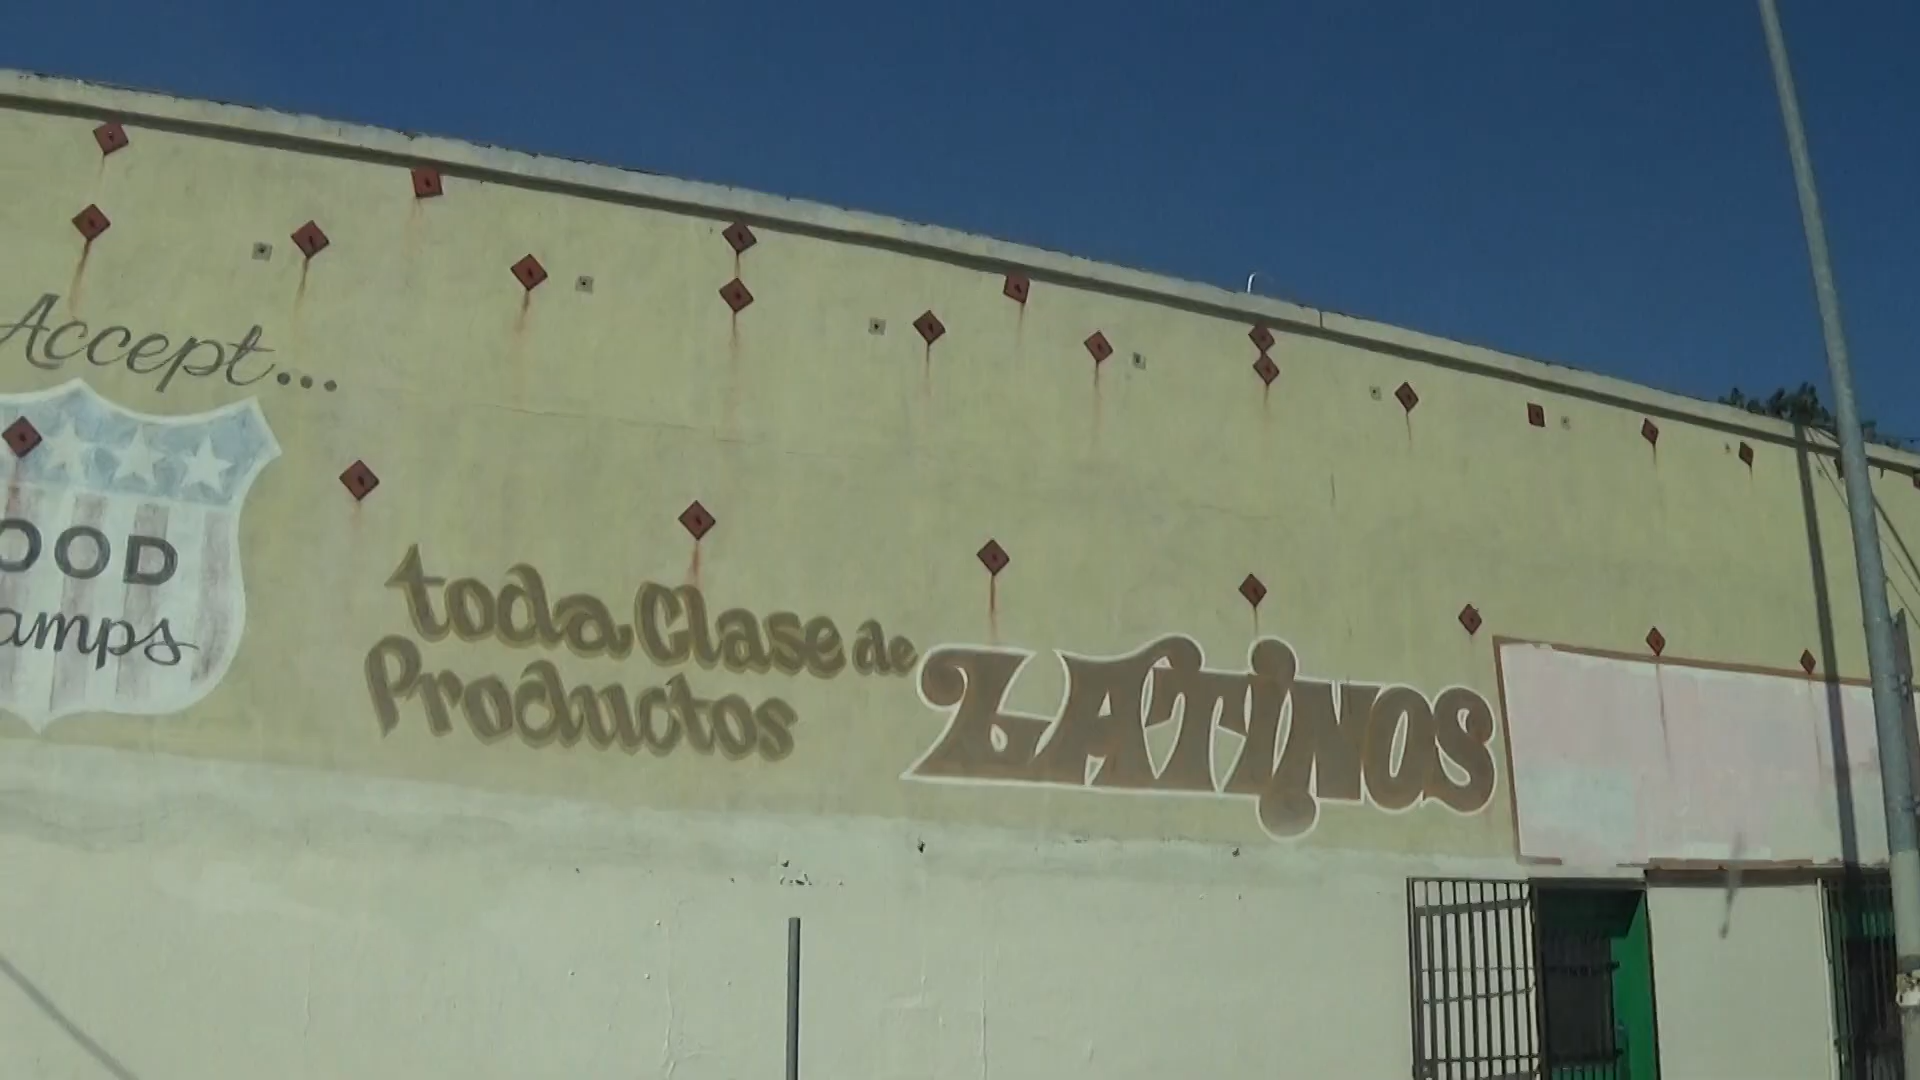 Accept...
OOD
amps
toda Clase de
Productos
LATINOS